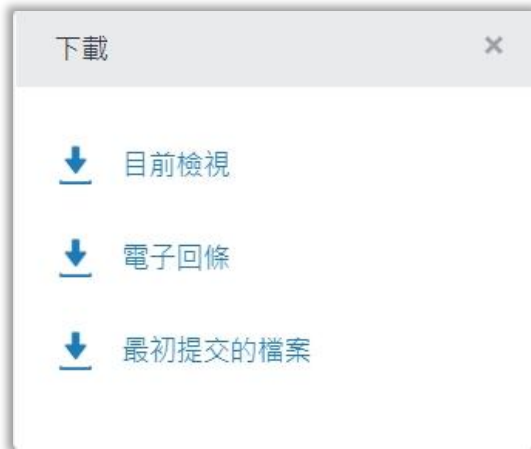 下載
目前檢視
電子回條
最初提交的檔案